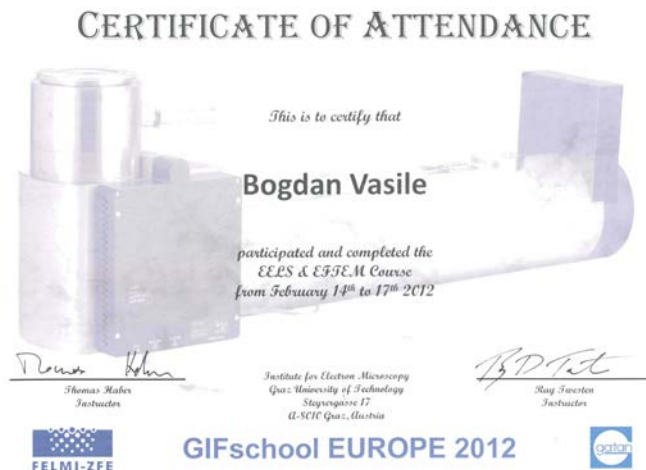 CERTIFICATE OF ATTENDANCE
This is to certify that
Bogdan Vasile
participated and completed the
EELS & EFTEM Course
from February 14th to 17th 2012
Thomas Haber
Instructor
Institute for Electron Microscopy
Graz University of Technology
Steyrergasse 17
A-8010 Graz, Austria
Ray Twesten
Instructor
FELMI-ZFE
GIFschool EUROPE 2012
gatan